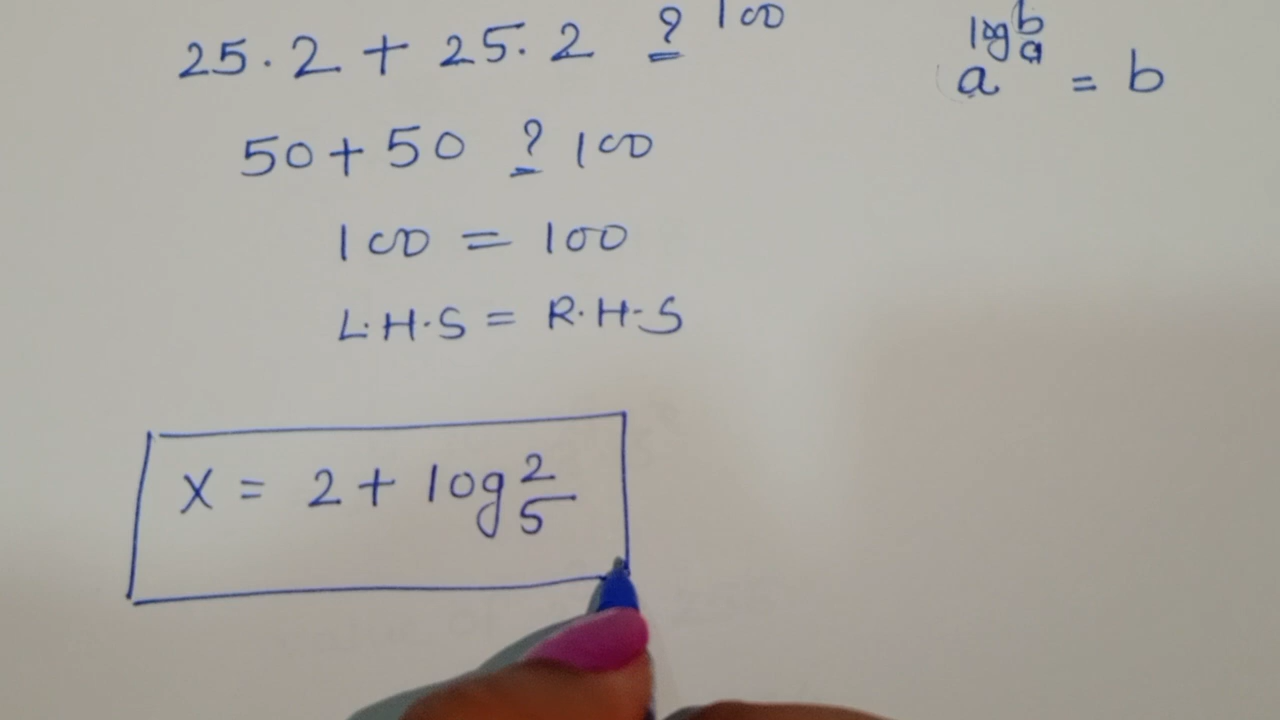 25.2 + 25.2 ? 100
50 + 50 ? 100
100 = 100
L.H.S = R.H.S
x = 2 + log 2/5
a^log b a = b